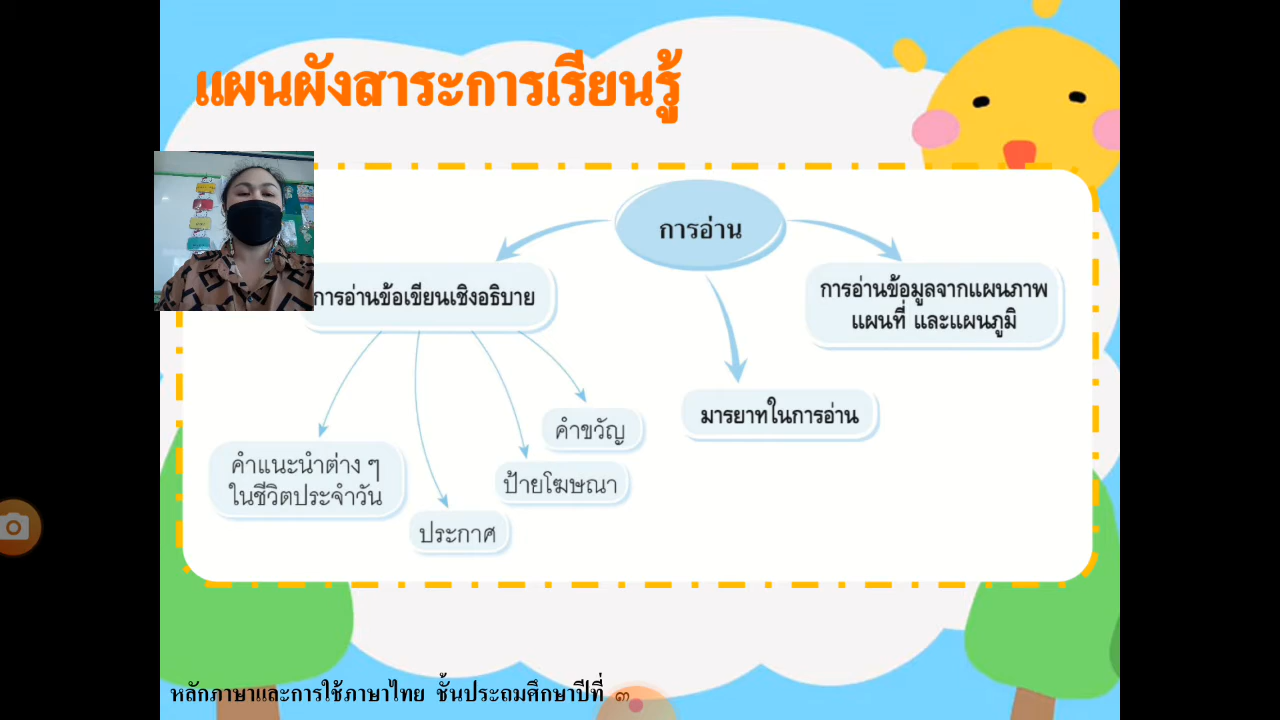 แผนผังสาระการเรียนรู้
การอ่าน
การอ่านข้อเขียนเชิงอธิบาย
การอ่านข้อมูลจากแผนภาพ
แผนที่ และแผนภูมิ
มารยาทในการอ่าน
คำขวัญ
ป้ายโฆษณา
คำแนะนำต่าง ๆ
ในชีวิตประจำวัน
ประกาศ
หลักภาษาและการใช้ภาษาไทย ชั้นประถมศึกษาปีที่ ๓